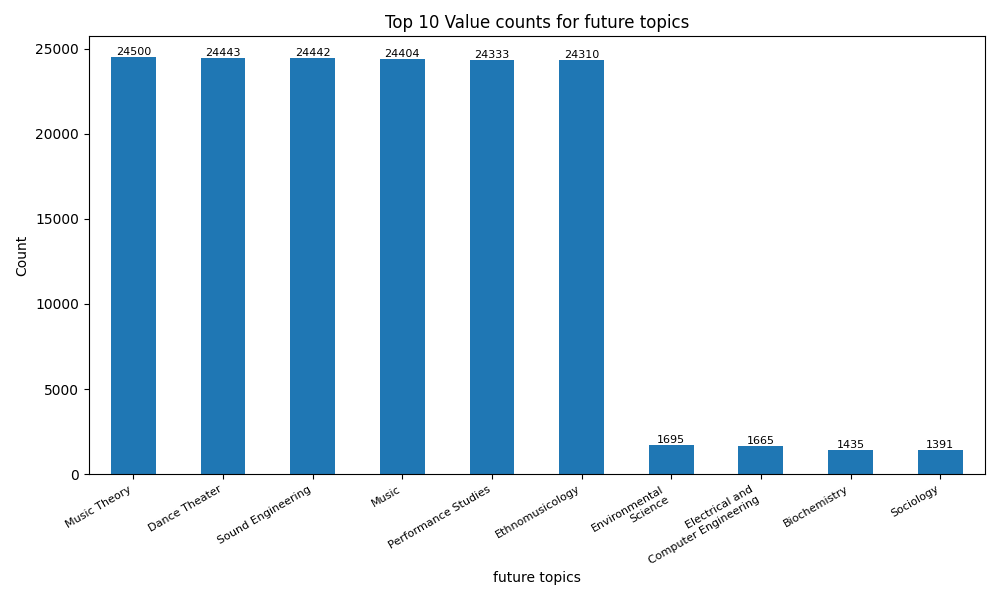 Top 10 Value counts for future topics
Count
25000
20000
15000
10000
5000
0
24500
24443
24442
24404
24333
24310
1695
1665
1435
1391
Music Theory
Dance Theater
Sound Engineering
Music
Performance Studies
Ethnomusicology
Environmental
Science
Electrical and
Computer Engineering
Biochemistry
Sociology
future topics